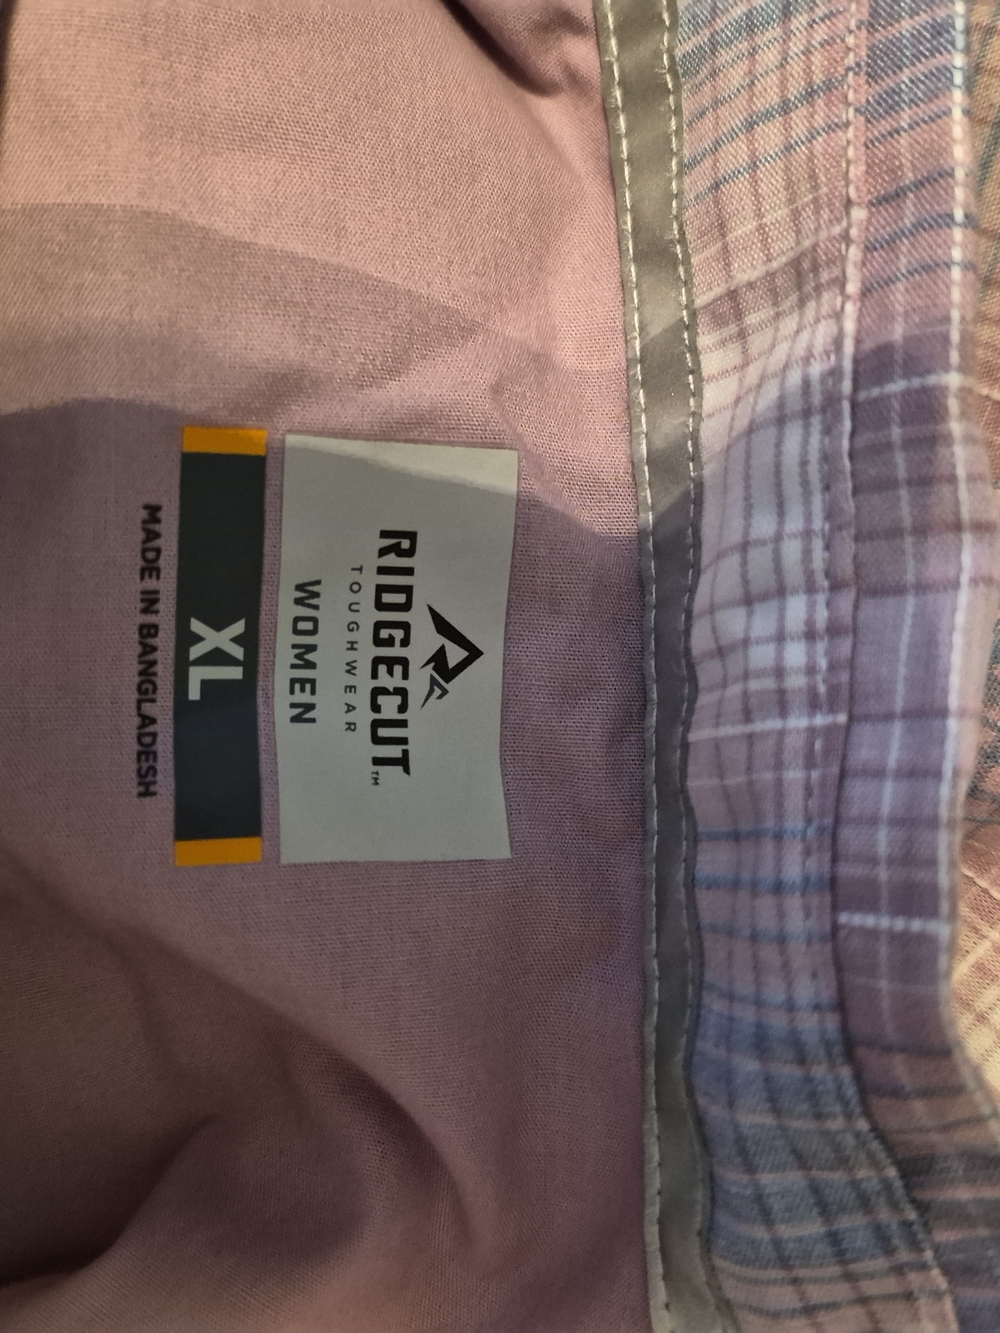 RIDGECUT™
TOUGHWEAR
WOMEN
XL
MADE IN BANGLADESH